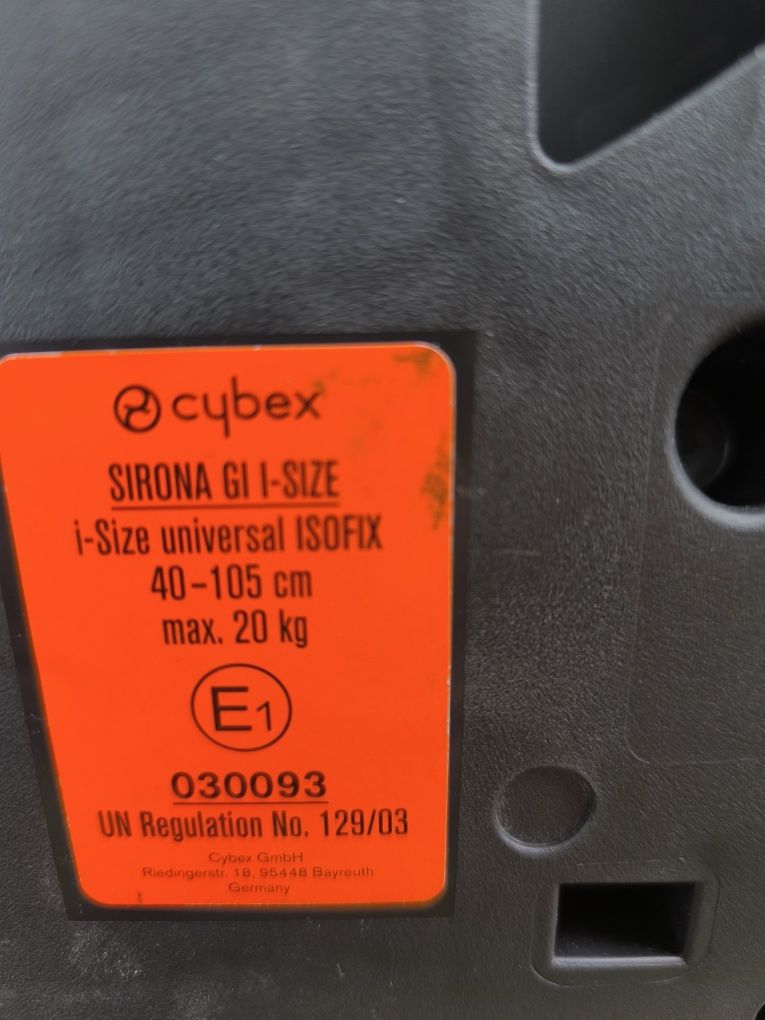 cybex
SIRONA GI I-SIZE
i-Size universal ISOFIX
40-105 cm
max. 20 kg
E1
030093
UN Regulation No. 129/03
Cybex GmbH
Riedingerstr. 18, 95448 Bayreuth
Germany